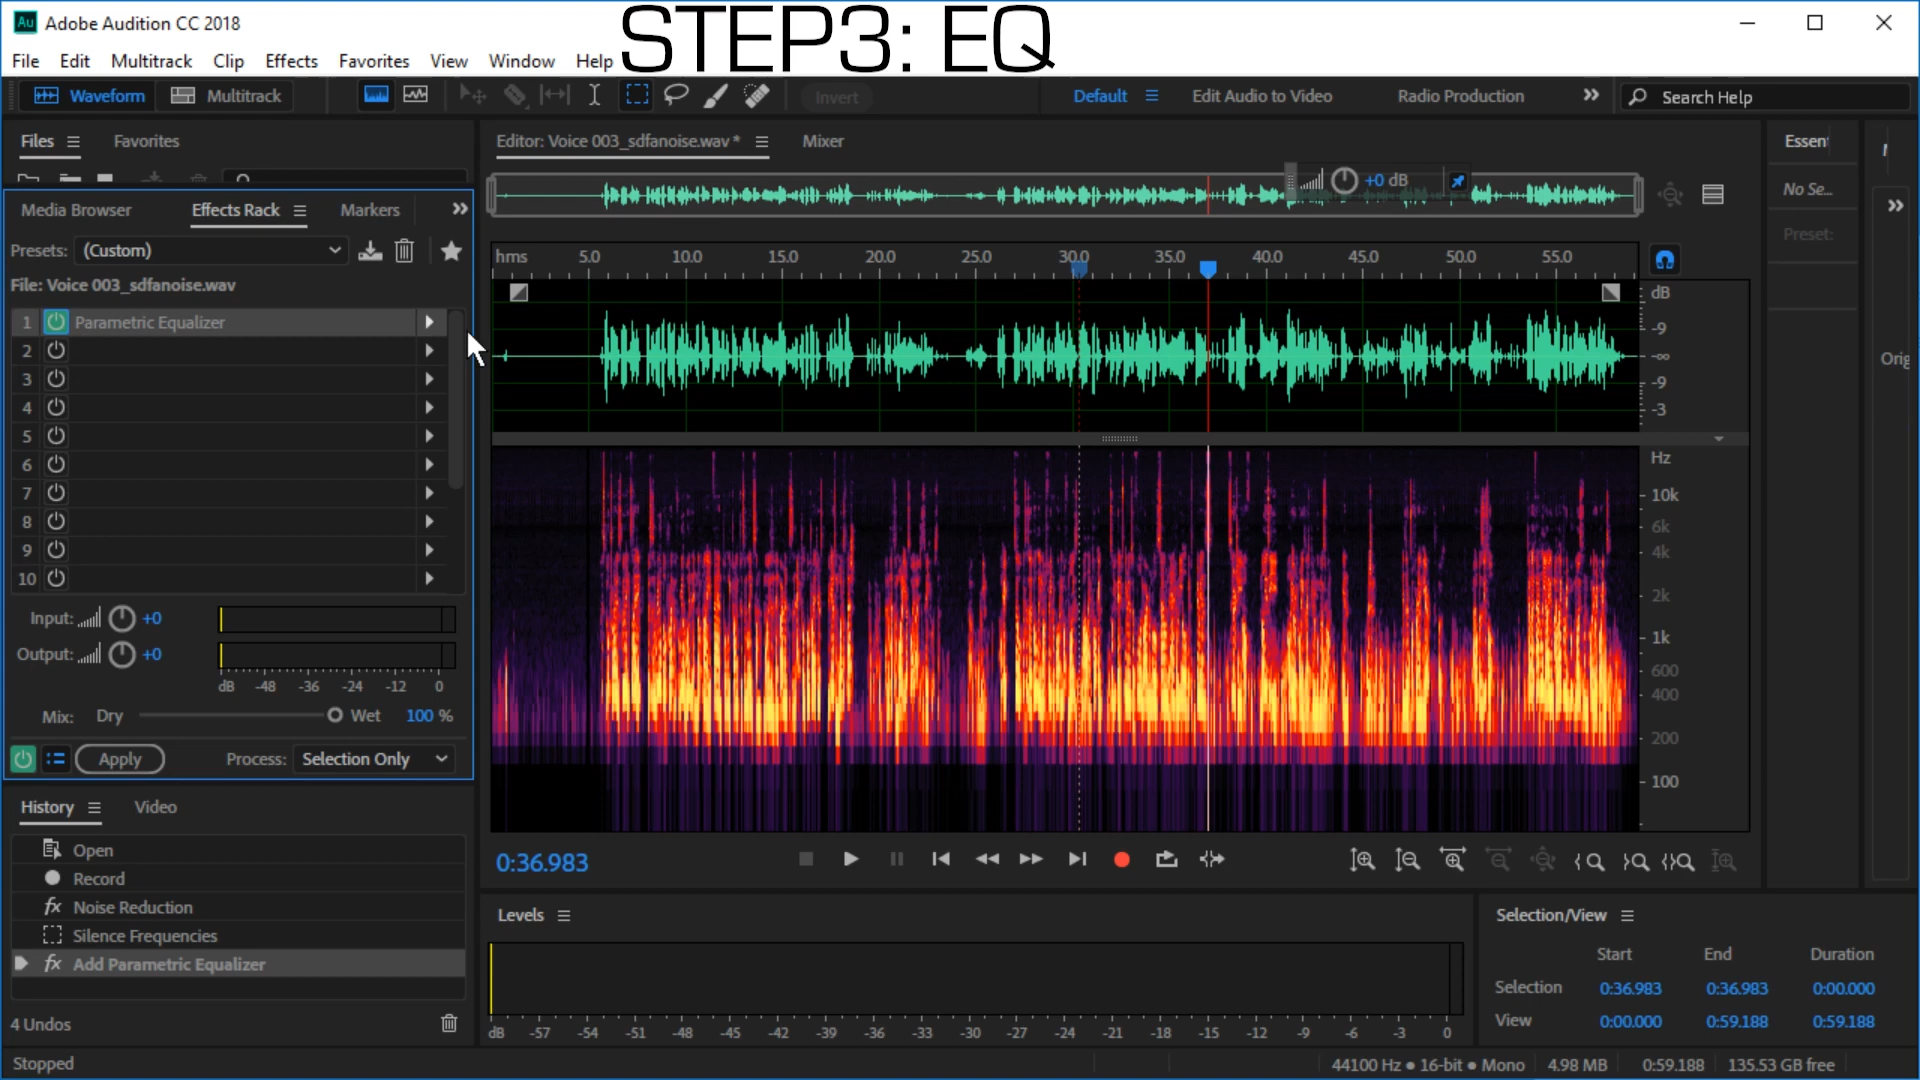 Au Adobe Audition CC 2018
STEP3: EQ
File Edit Multitrack Clip Effects Favorites View Window Help
Waveform Multitrack Invert Default Edit Audio to Video Radio Production Search Help
Files Favorites
Editor: Voice 003_sdfanoise.wav * Mixer
Essen
+0 dB
No Se...
Media Browser Effects Rack Markers
Presets: (Custom)
Preset:
File: Voice 003_sdfanoise.wav
hms 5.0 10.0 15.0 20.0 25.0 30.0 35.0 40.0 45.0 50.0 55.0
1 Parametric Equalizer
2
3
4
5
6
7
8
9
10
dB
-9
-∞
-9
-3
Orig
Hz
10k
6k
4k
2k
1k
600
400
200
100
Input: +0
Output: +0
dB -48 -36 -24 -12 0
Mix: Dry Wet 100 %
Apply Process: Selection Only
History Video
Open
Record
fx Noise Reduction
Silence Frequencies
fx Add Parametric Equalizer
4 Undos
Stopped
0:36.983
Levels
dB -57 -54 -51 -48 -45 -42 -39 -36 -33 -30 -27 -24 -21 -18 -15 -12 -9 -6 -3 0
Selection/View
Start End Duration
Selection 0:36.983 0:36.983 0:00.000
View 0:00.000 0:59.188 0:59.188
44100 Hz ● 16-bit ● Mono 4.98 MB 0:59.188 135.53 GB free